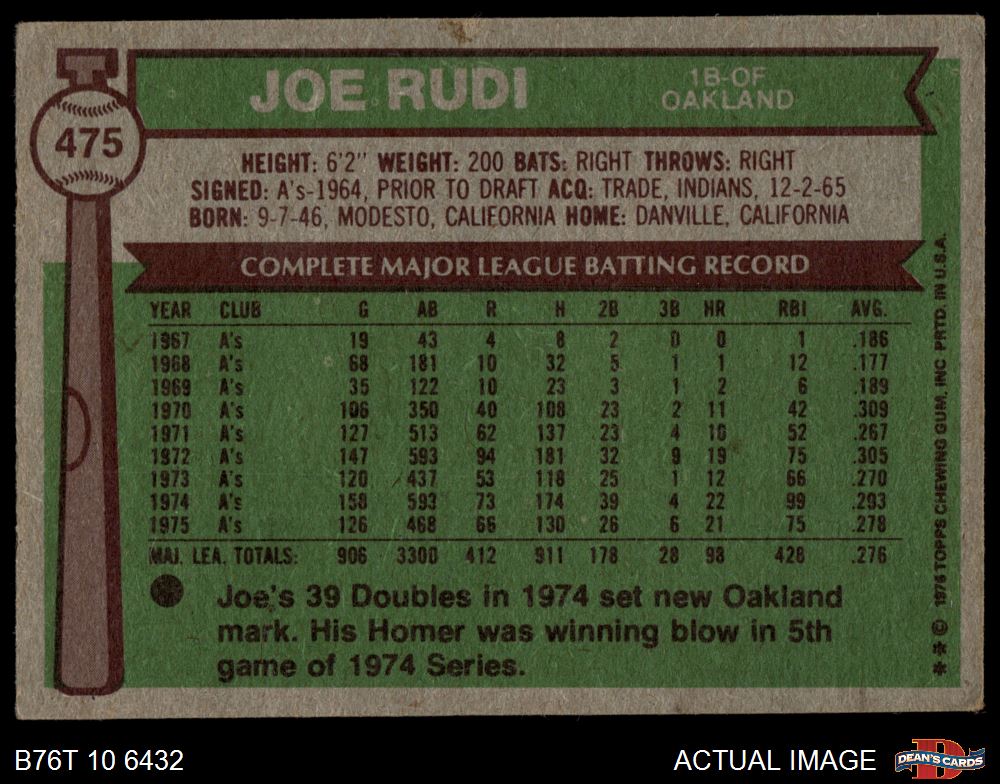 JOE RUDI
1B-OF
OAKLAND
475
HEIGHT: 6'2" WEIGHT: 200 BATS: RIGHT THROWS: RIGHT
SIGNED: A's-1964, PRIOR TO DRAFT ACQ: TRADE, INDIANS, 12-2-65
BORN: 9-7-46, MODESTO, CALIFORNIA HOME: DANVILLE, CALIFORNIA
COMPLETE MAJOR LEAGUE BATTING RECORD
YEAR CLUB G AB R H 2B 3B HR RBI AVG.
1967 A's 19 43 4 8 2 0 0 1 .186
1968 A's 68 181 10 32 5 1 1 12 .177
1969 A's 35 122 10 23 3 1 2 6 .189
1970 A's 106 350 40 108 23 2 11 42 .309
1971 A's 127 513 62 137 23 4 10 52 .267
1972 A's 147 593 94 181 32 9 19 75 .305
1973 A's 120 437 53 118 25 1 12 66 .270
1974 A's 158 593 73 174 39 4 22 99 .293
1975 A's 126 468 66 130 26 6 21 75 .278
MAJ. LEA. TOTALS: 906 3300 412 911 178 28 98 428 .276
Joe's 39 Doubles in 1974 set new Oakland
mark. His Homer was winning blow in 5th
game of 1974 Series.
** © 1976 TOPPS CHEWING GUM, INC PRTD. IN U.S.A.
B76T 10 6432
ACTUAL IMAGE
DEAN'S CARDS